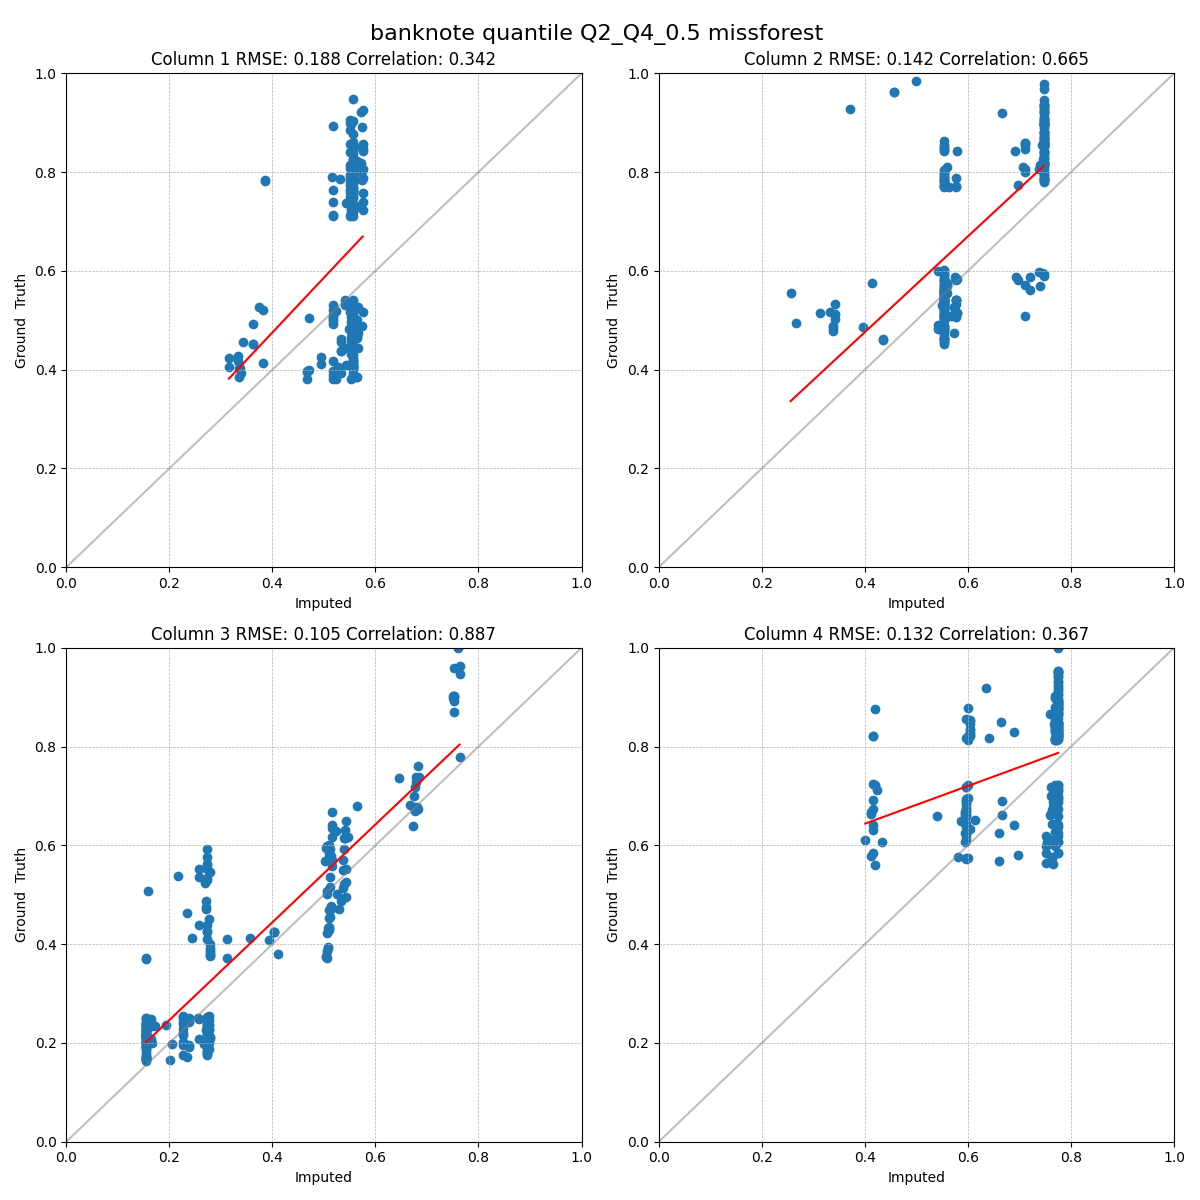 banknote quantile Q2_Q4_0.5 missforest
Column 1 RMSE: 0.188 Correlation: 0.342
1.0
0.8
0.6
0.4
0.2
0.0
Ground Truth
0.0 0.2 0.4 0.6 0.8 1.0
Imputed
Column 2 RMSE: 0.142 Correlation: 0.665
1.0
0.8
0.6
0.4
0.2
0.0
Ground Truth
0.0 0.2 0.4 0.6 0.8 1.0
Imputed
Column 3 RMSE: 0.105 Correlation: 0.887
1.0
0.8
0.6
0.4
0.2
0.0
Ground Truth
0.0 0.2 0.4 0.6 0.8 1.0
Imputed
Column 4 RMSE: 0.132 Correlation: 0.367
1.0
0.8
0.6
0.4
0.2
0.0
Ground Truth
0.0 0.2 0.4 0.6 0.8 1.0
Imputed